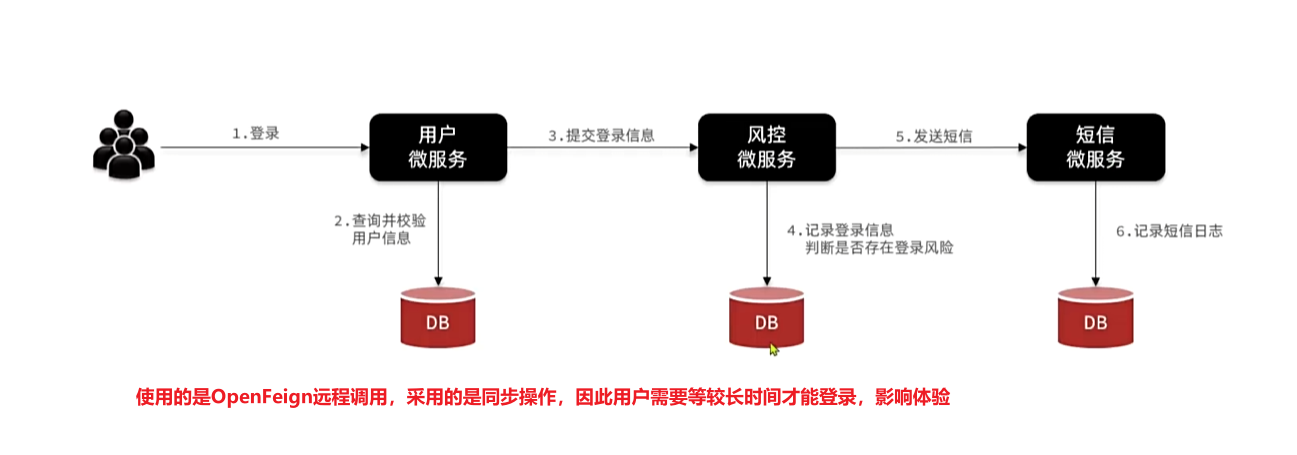 1.登录
用户
微服务
3.提交登录信息
风控
微服务
5.发送短信
短信
微服务
2.查询并校验
用户信息
4.记录登录信息
判断是否存在登录风险
6.记录短信日志
DB
DB
DB
使用的是OpenFeign远程调用，采用的是同步操作，因此用户需要等较长时间才能登录，影响体验